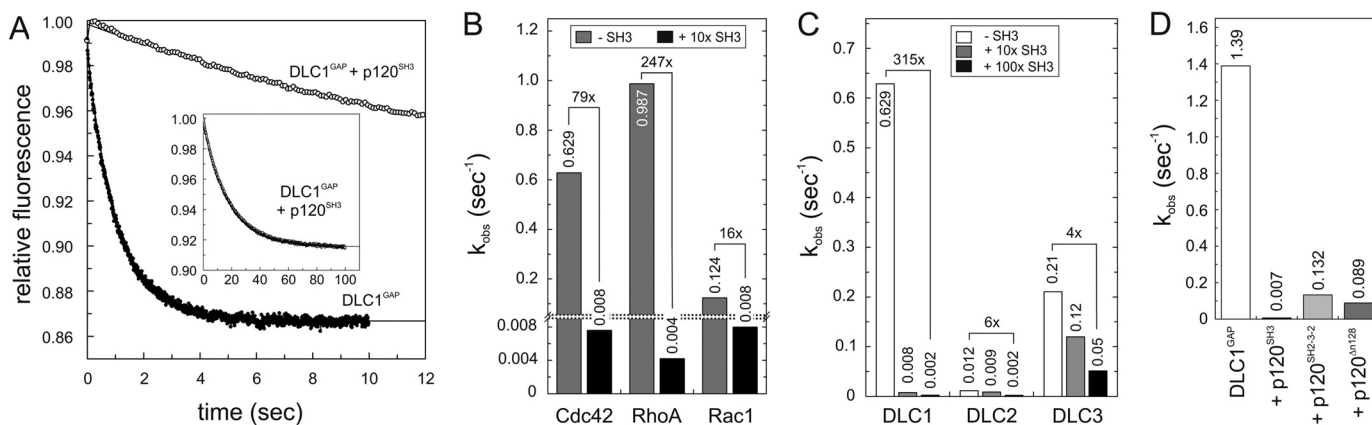 A
relative fluorescence
1.00
0.98
0.96
0.94
0.92
0.90
0.88
0.86
0 2 4 6 8 10 12
time (sec)
DLC1GAP + p120SH3
DLC1GAP
1.00
0.98
0.96
0.94
0.92
0.90
0 20 40 60 80 100
DLC1GAP
+ p120SH3
B
kobs (sec-1)
- SH3 + 10x SH3
1.2
1.0
0.8
0.6
0.4
0.2
0.008
0.004
0
79x
247x
16x
0.629
0.008
0.987
0.004
0.124
0.008
Cdc42 RhoA Rac1
C
kobs (sec-1)
- SH3
+ 10x SH3
+ 100x SH3
0.7
0.6
0.5
0.4
0.3
0.2
0.1
0
315x
6x
4x
0.629
0.008
0.002
0.012
0.009
0.002
0.21
0.12
0.05
DLC1 DLC2 DLC3
D
kobs (sec-1)
1.6
1.4
1.2
1.0
0.8
0.6
0.4
0.2
0
1.39
0.007
0.132
0.089
DLC1GAP
+ p120SH3
+ p120SH2-3-2
+ p120Δn128